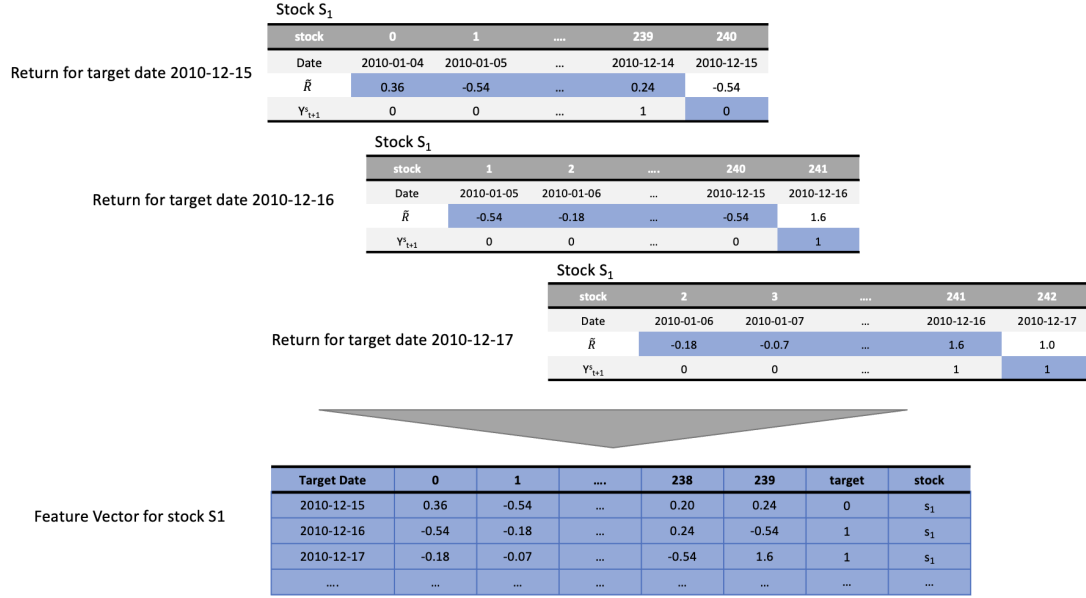 Stock S1
stock 0 1 .... 239 240
Date 2010-01-04 2010-01-05 ... 2010-12-14 2010-12-15
Return for target date 2010-12-15
R̃ 0.36 -0.54 ... 0.24 -0.54
Y^s_t+1 0 0 ... 1 0
Stock S1
stock 1 2 .... 240 241
Date 2010-01-05 2010-01-06 ... 2010-12-15 2010-12-16
Return for target date 2010-12-16
R̃ -0.54 -0.18 ... -0.54 1.6
Y^s_t+1 0 0 ... 0 1
Stock S1
stock 2 3 .... 241 242
Date 2010-01-06 2010-01-07 ... 2010-12-16 2010-12-17
Return for target date 2010-12-17
R̃ -0.18 -0.0.7 ... 1.6 1.0
Y^s_t+1 0 0 ... 1 1
Target Date 0 1 .... 238 239 target stock
2010-12-15 0.36 -0.54 ... 0.20 0.24 0 s1
Feature Vector for stock S1
2010-12-16 -0.54 -0.18 ... 0.24 -0.54 1 s1
2010-12-17 -0.18 -0.07 ... -0.54 1.6 1 s1
.... ... ... ... ... ... ... ...